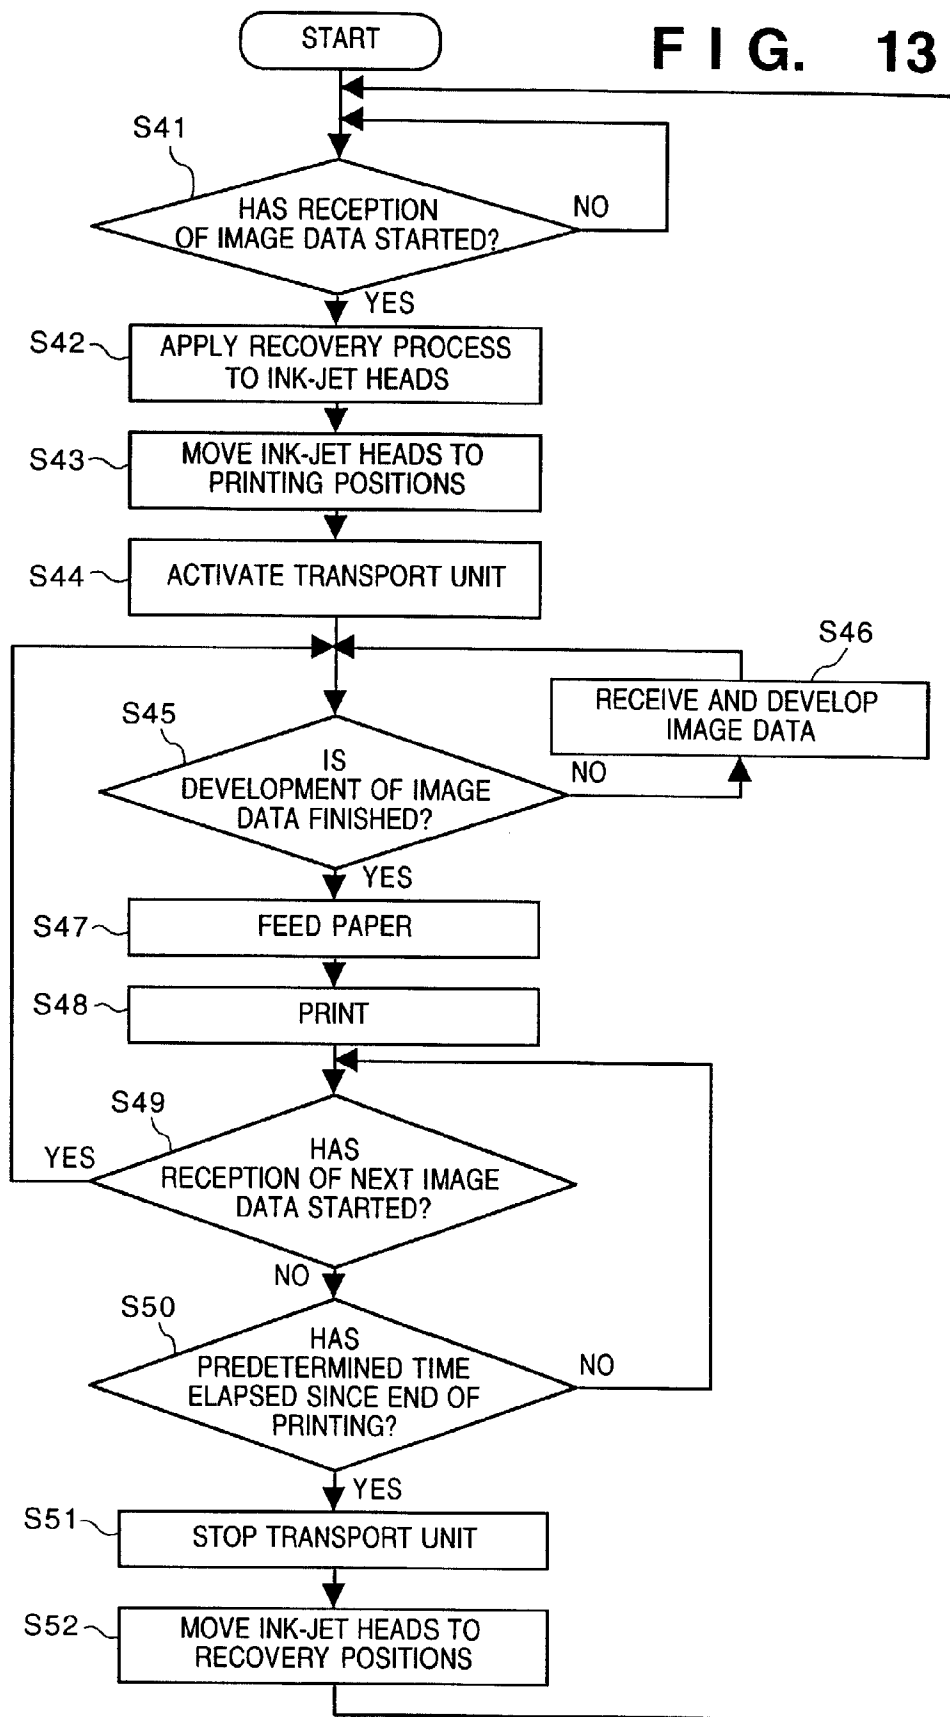 START
F I G. 13
S41
HAS RECEPTION
OF IMAGE DATA STARTED?
NO
YES
S42
APPLY RECOVERY PROCESS
TO INK-JET HEADS
S43
MOVE INK-JET HEADS TO
PRINTING POSITIONS
S44
ACTIVATE TRANSPORT UNIT
S46
RECEIVE AND DEVELOP
IMAGE DATA
S45
IS
DEVELOPMENT OF IMAGE
DATA FINISHED?
NO
YES
S47
FEED PAPER
S48
PRINT
S49
HAS
RECEPTION OF NEXT IMAGE
DATA STARTED?
YES
NO
S50
HAS
PREDETERMINED TIME
ELAPSED SINCE END OF
PRINTING?
NO
YES
S51
STOP TRANSPORT UNIT
S52
MOVE INK-JET HEADS TO
RECOVERY POSITIONS